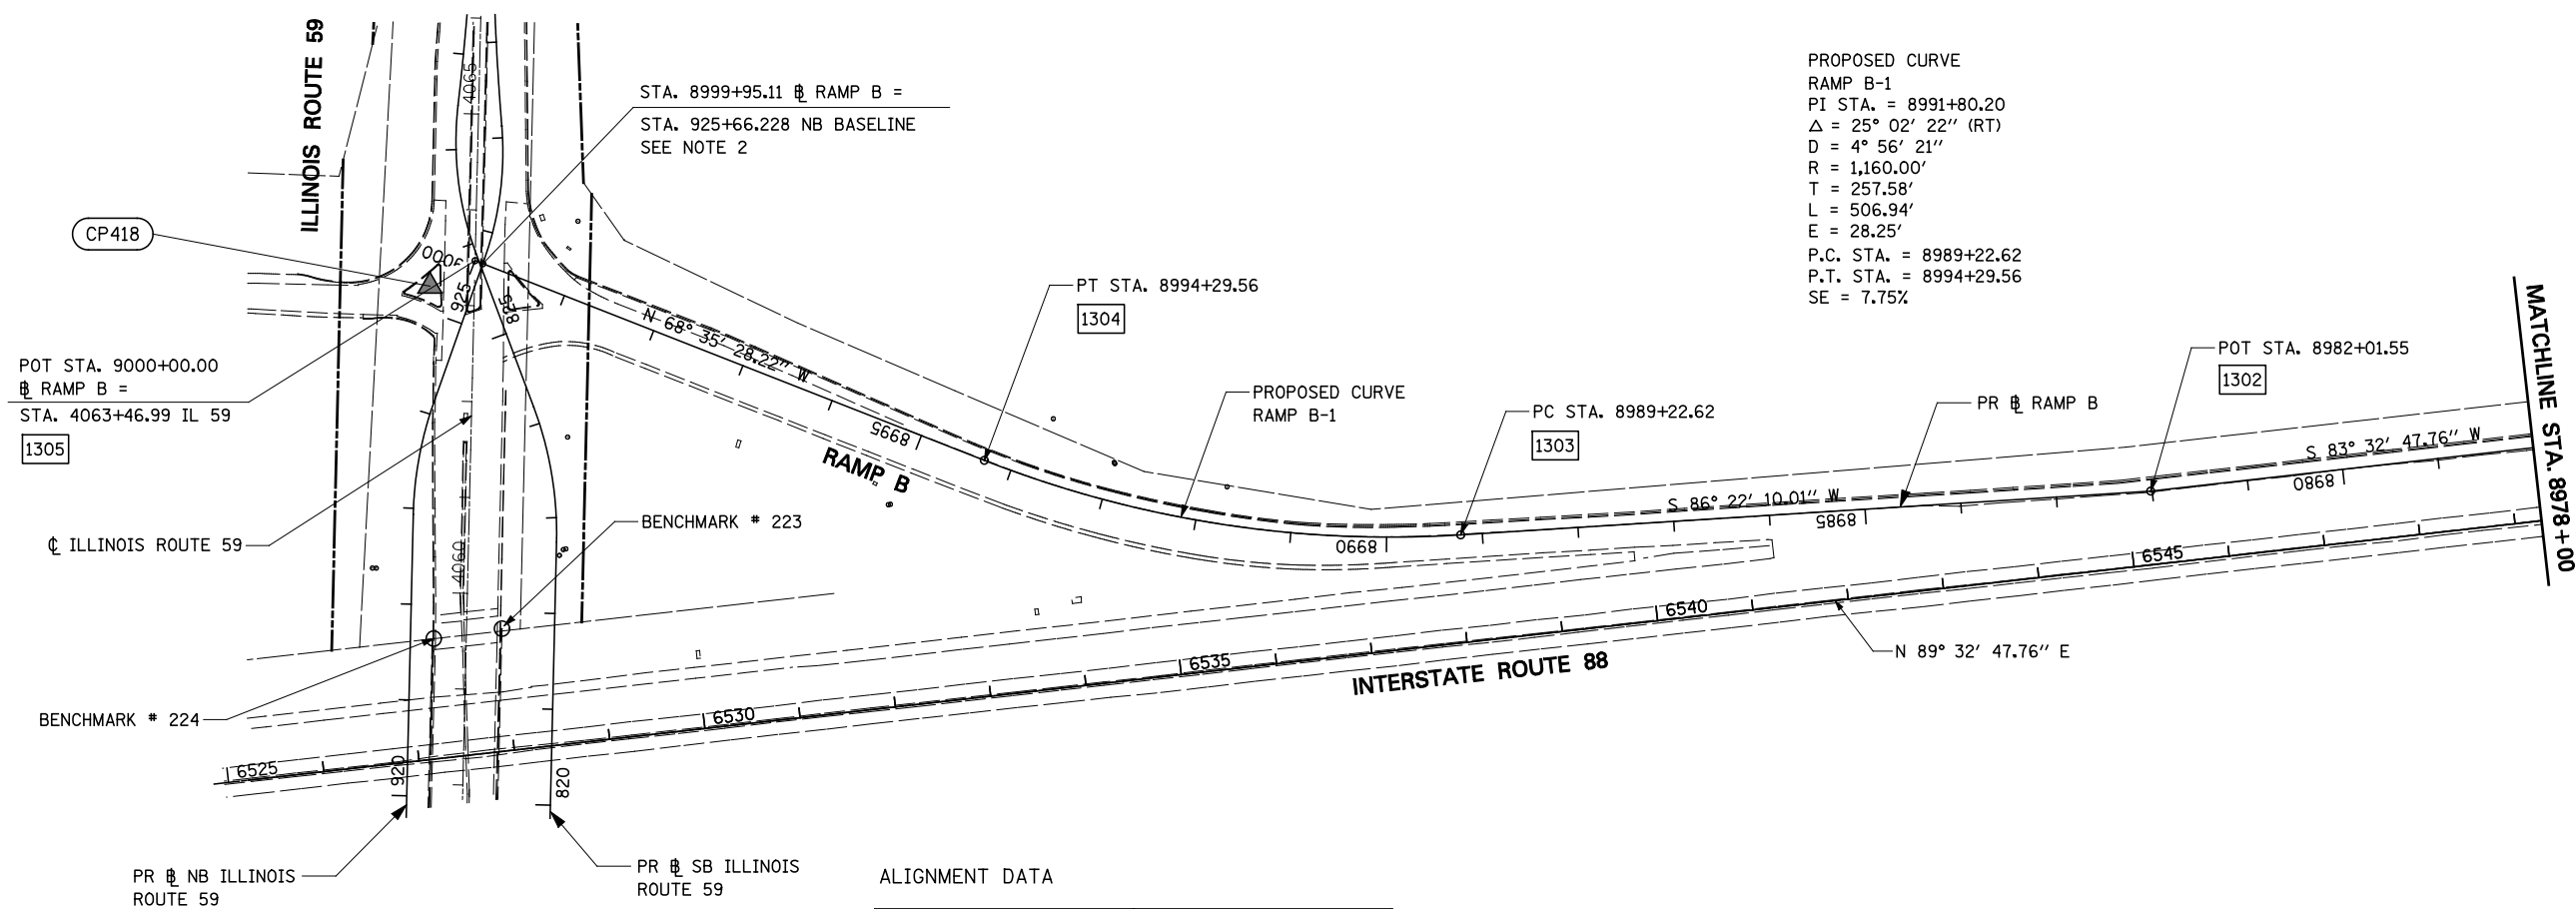 ILLINOIS ROUTE 59
4065
STA. 8999+95.11 ℄ RAMP B =
STA. 925+66.228 NB BASELINE
SEE NOTE 2
PROPOSED CURVE
RAMP B-1
PI STA. = 8991+80.20
△ = 25° 02' 22'' (RT)
D = 4° 56' 21''
R = 1,160.00'
T = 257.58'
L = 506.94'
E = 28.25'
P.C. STA. = 8989+22.62
P.T. STA. = 8994+29.56
SE = 7.75%
CP418
9000
925
825
N 68° 35' 28.22'' W
PT STA. 8994+29.56
1304
MATCHLINE STA. 8978+00
POT STA. 9000+00.00
℄ RAMP B =
STA. 4063+46.99 IL 59
1305
PROPOSED CURVE
RAMP B-1
PC STA. 8989+22.62
1303
PR ℄ RAMP B
POT STA. 8982+01.55
1302
8995
RAMP B
S 83° 32' 47.76'' W
8980
S 86° 22' 10.01'' W
8985
8990
BENCHMARK # 223
℄ ILLINOIS ROUTE 59
4060
6545
6540
6535
6530
6525
N 89° 32' 47.76'' E
INTERSTATE ROUTE 88
BENCHMARK # 224
920
820
PR ℄ NB ILLINOIS
ROUTE 59
PR ℄ SB ILLINOIS
ROUTE 59
ALIGNMENT DATA